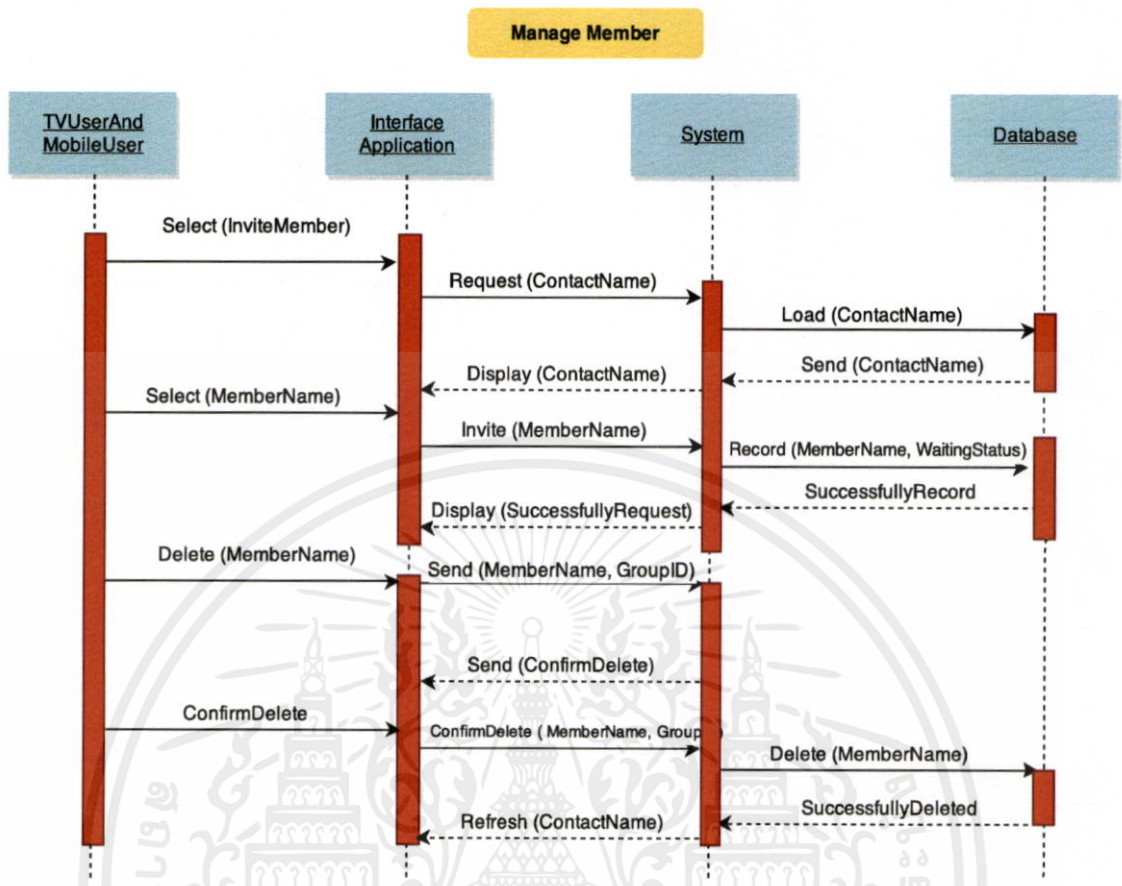 Manage Member
TVUserAnd
MobileUser
Interface
Application
System
Database
Select (InviteMember)
Request (ContactName)
Load (ContactName)
Send (ContactName)
Display (ContactName)
Select (MemberName)
Invite (MemberName)
Record (MemberName, WaitingStatus)
SuccessfullyRecord
Display (SuccessfullyRequest)
Delete (MemberName)
Send (MemberName, GroupID)
Send (ConfirmDelete)
ConfirmDelete
ConfirmDelete ( MemberName, Group
Delete (MemberName)
SuccessfullyDeleted
Refresh (ContactName)